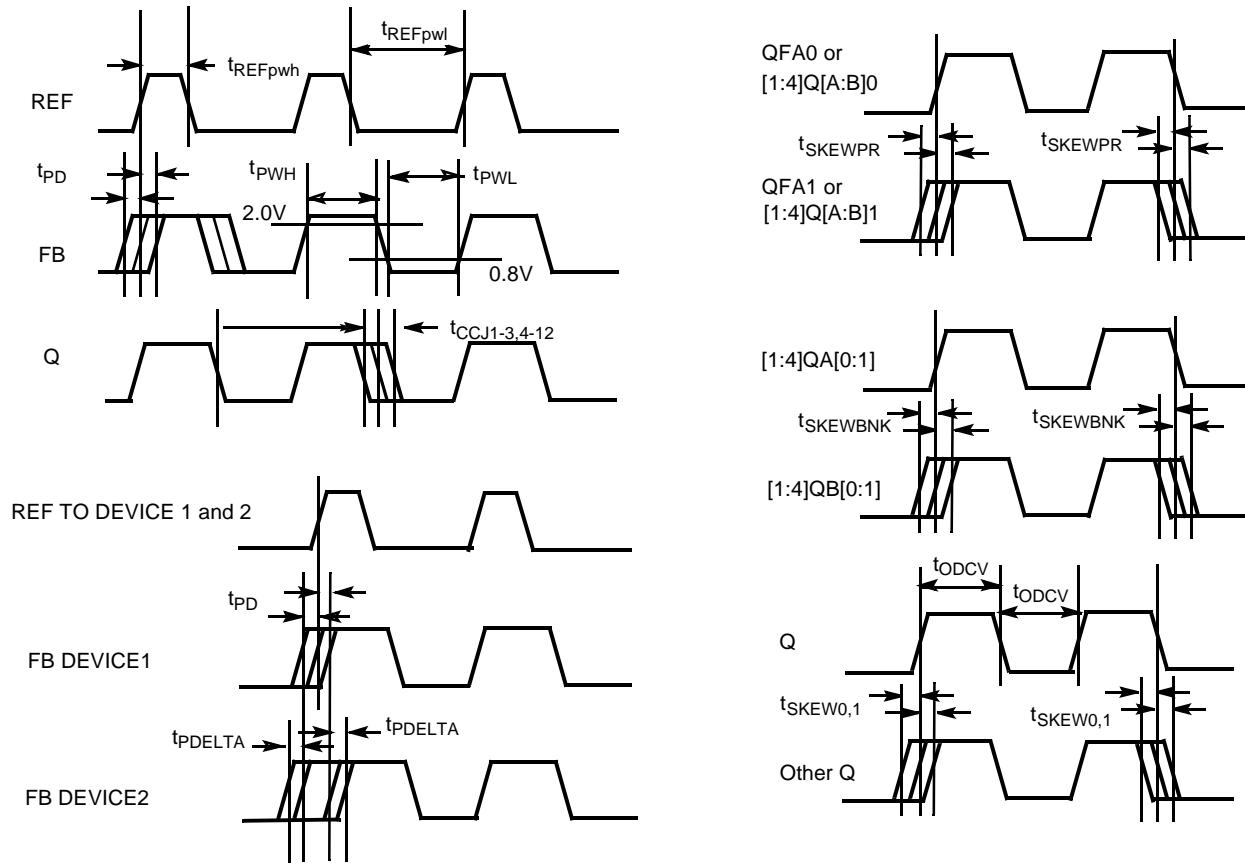 tREFpwl
tREFpwh
REF
tPD
tPWH
tPWL
2.0V
FB
0.8V
tCCJ1-3,4-12
Q
REF TO DEVICE 1 and 2
tPD
FB DEVICE1
tPDELTA
tPDELTA
FB DEVICE2
QFA0 or
[1:4]Q[A:B]0
tSKEWPR
tSKEWPR
QFA1 or
[1:4]Q[A:B]1
[1:4]QA[0:1]
tSKEWBNK
tSKEWBNK
[1:4]QB[0:1]
tODCV
tODCV
Q
tSKEW0,1
tSKEW0,1
Other Q